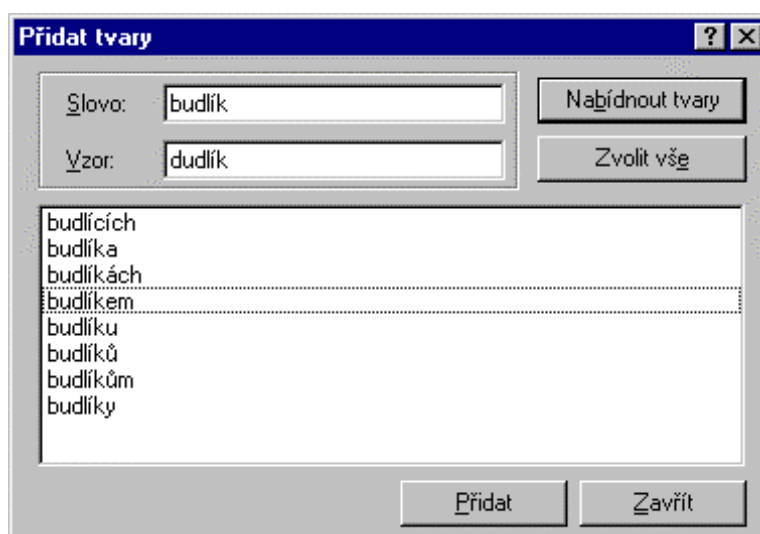 Přidat tvary
Slovo: budlík Nabídnout tvary
Vzor: dudlík Zvolit vše
budlících
budlíka
budlíkách
budlíkem
budlíku
budlíků
budlíkům
budlíky
Přidat Zavřít